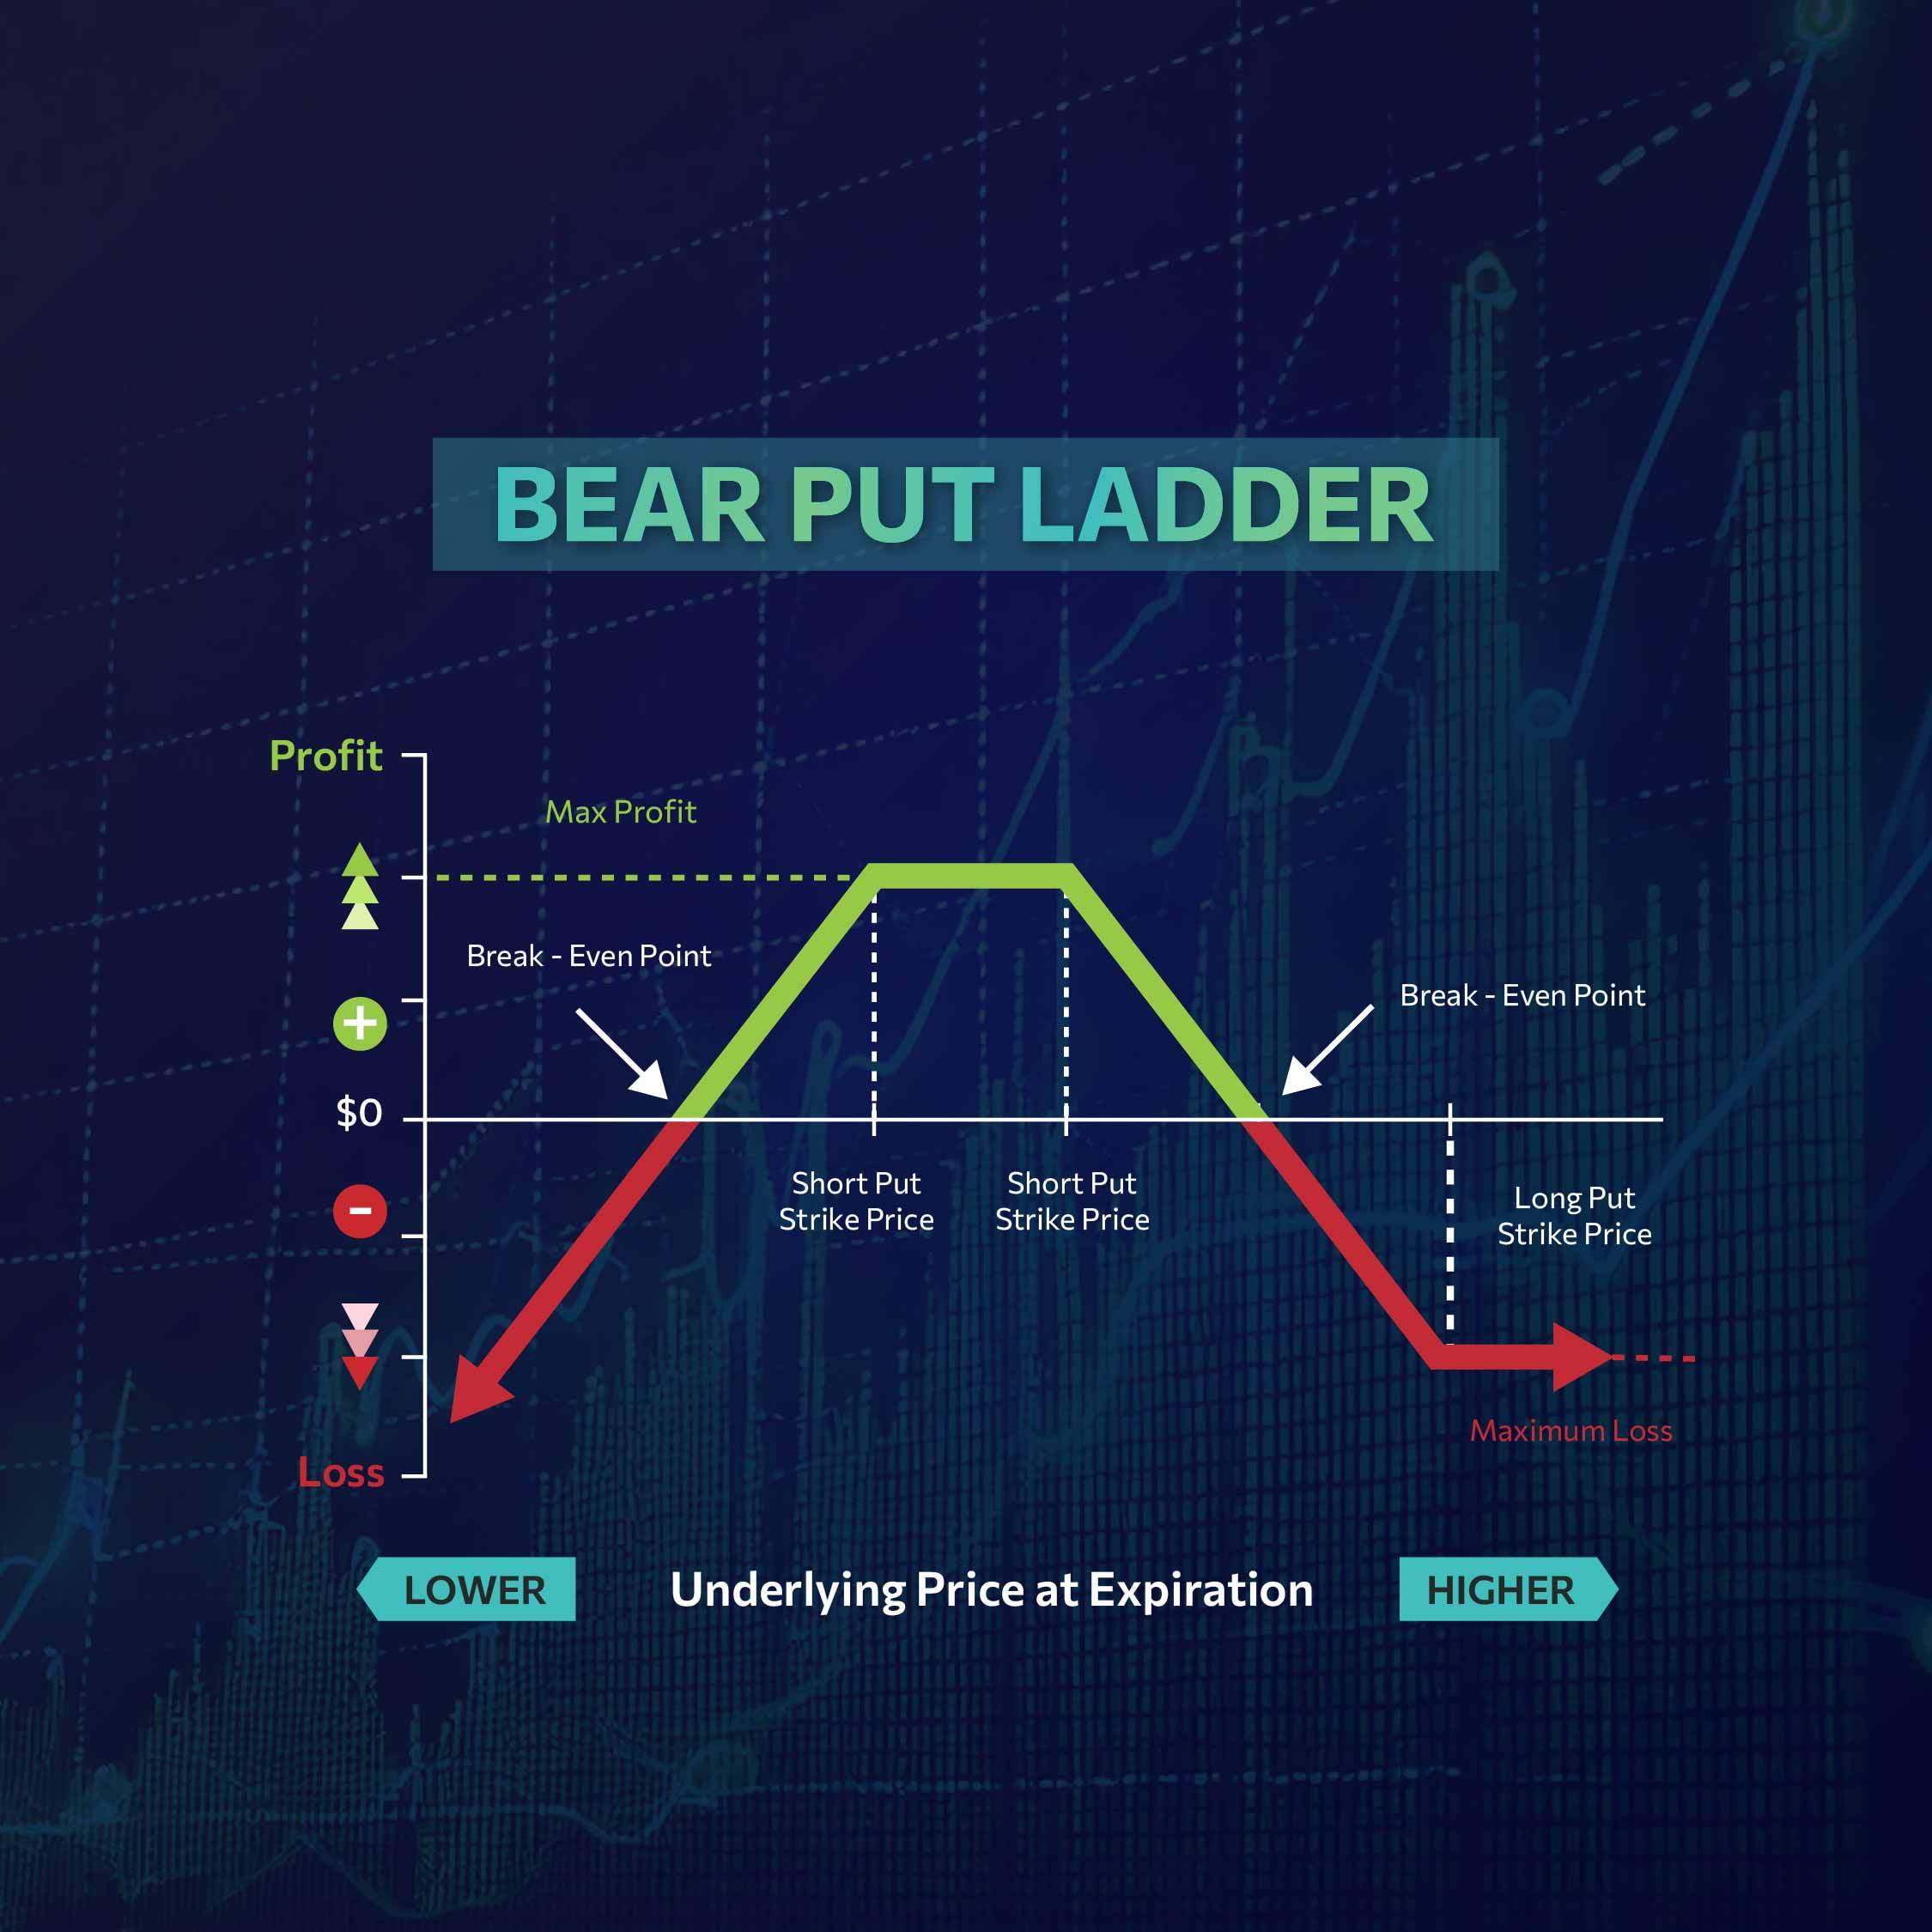 BEAR PUT LADDER
Profit
Max Profit
Break - Even Point
Break - Even Point
+
$0
Short Put
Strike Price
Short Put
Strike Price
Long Put
Strike Price
-
Maximum Loss
Loss
LOWER
Underlying Price at Expiration
HIGHER